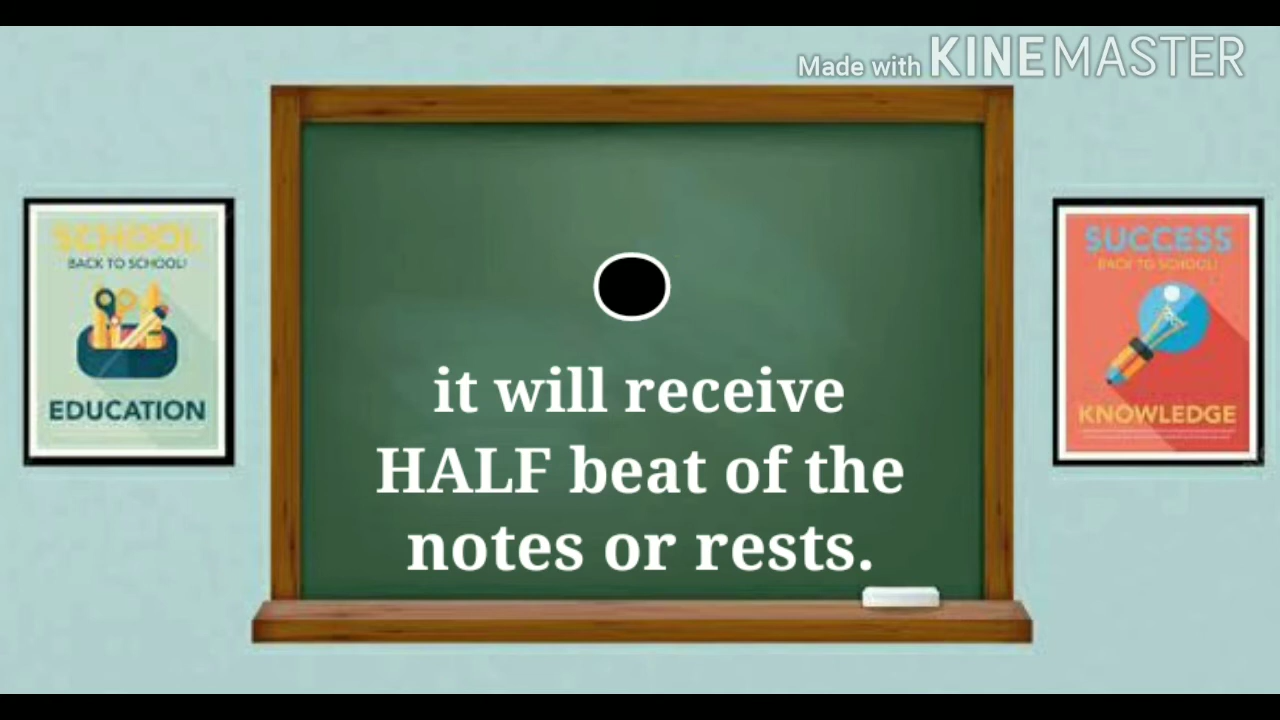 Made with KINEMASTER
SCHOOL
BACK TO SCHOOL!
EDUCATION
it will receive
HALF beat of the
notes or rests.
SUCCESS
BACK TO SCHOOL!
KNOWLEDGE